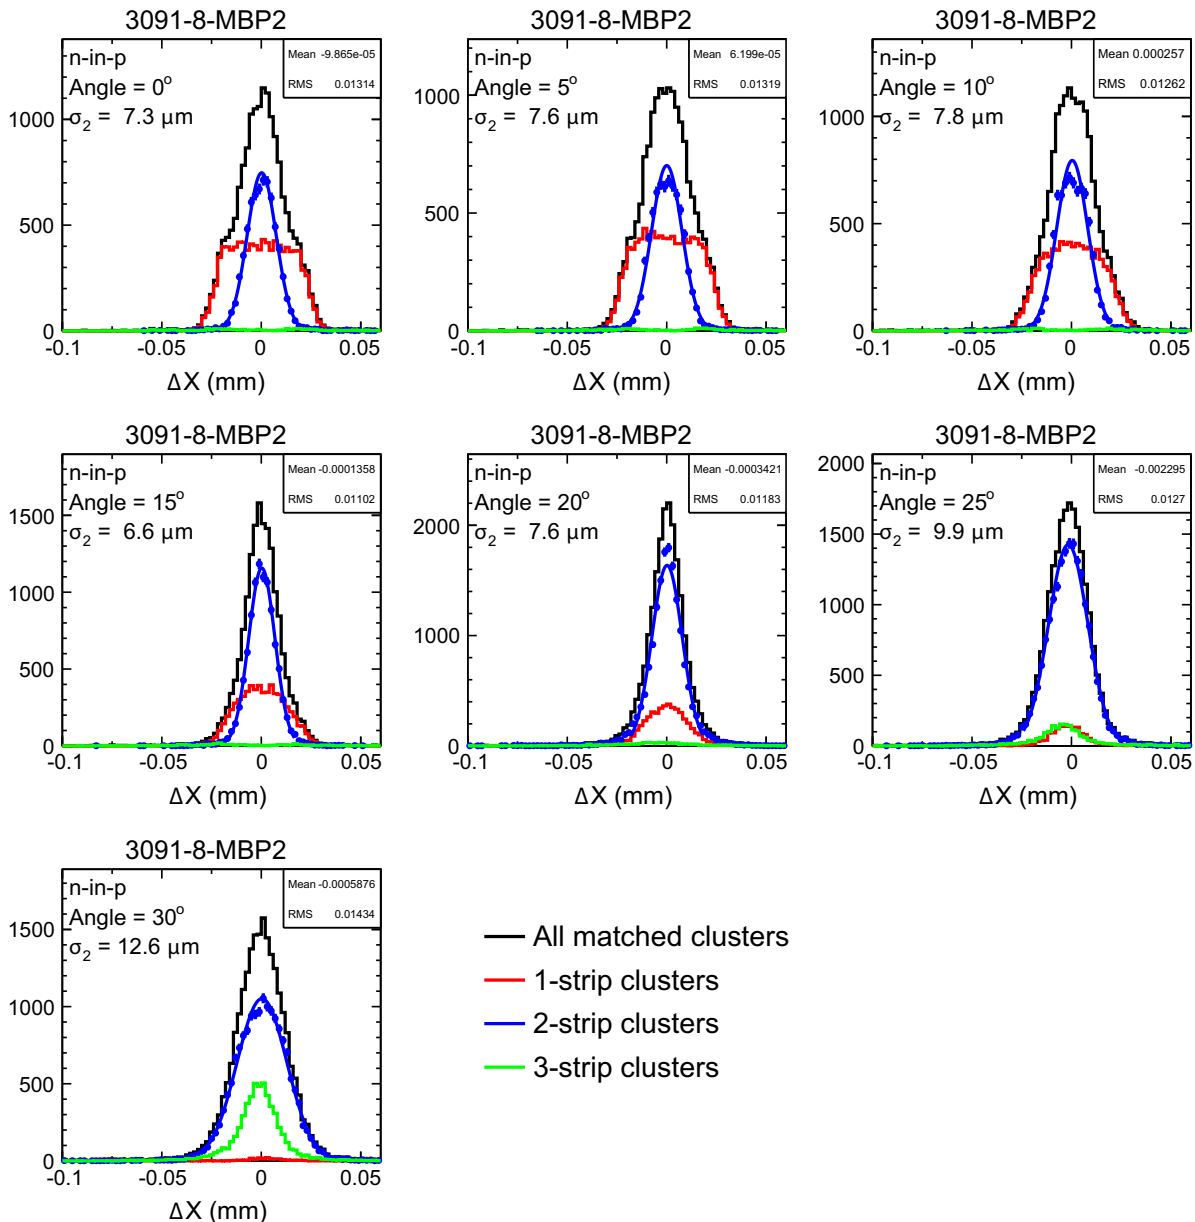 3091-8-MBP2
n-in-p
Angle = 0°
σ₂ = 7.3 μm
Mean -9.865e-05
RMS 0.01314
1000
500
0
-0.1 -0.05 0 0.05
ΔX (mm)
3091-8-MBP2
n-in-p
Angle = 5°
σ₂ = 7.6 μm
Mean 6.199e-05
RMS 0.01319
1000
500
0
-0.1 -0.05 0 0.05
ΔX (mm)
3091-8-MBP2
n-in-p
Angle = 10°
σ₂ = 7.8 μm
Mean 0.000257
RMS 0.01262
1000
500
0
-0.1 -0.05 0 0.05
ΔX (mm)
3091-8-MBP2
n-in-p
Angle = 15°
σ₂ = 6.6 μm
Mean -0.0001358
RMS 0.01102
1500
1000
500
0
-0.1 -0.05 0 0.05
ΔX (mm)
3091-8-MBP2
n-in-p
Angle = 20°
σ₂ = 7.6 μm
Mean -0.0003421
RMS 0.01183
2000
1000
0
-0.1 -0.05 0 0.05
ΔX (mm)
3091-8-MBP2
n-in-p
Angle = 25°
σ₂ = 9.9 μm
Mean -0.002295
RMS 0.0127
2000
1500
1000
500
0
-0.1 -0.05 0 0.05
ΔX (mm)
3091-8-MBP2
n-in-p
Angle = 30°
σ₂ = 12.6 μm
Mean -0.0005876
RMS 0.01434
1500
1000
500
0
-0.1 -0.05 0 0.05
ΔX (mm)
All matched clusters
1-strip clusters
2-strip clusters
3-strip clusters